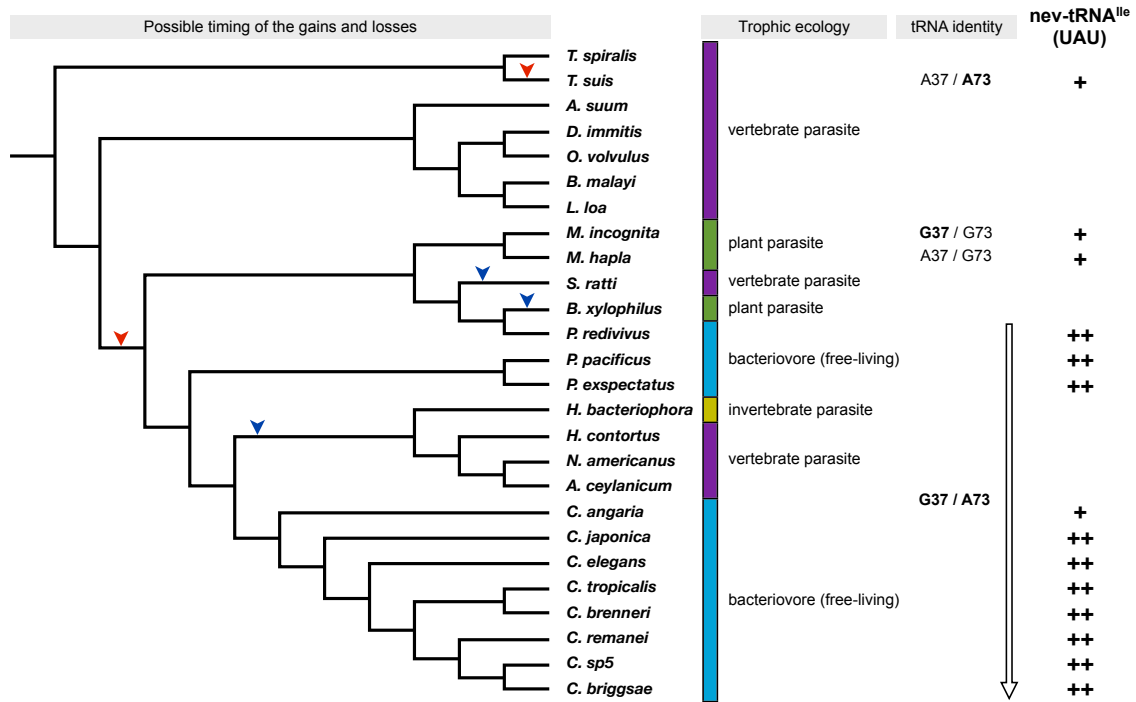 Possible timing of the gains and losses
Trophic ecology
tRNA identity
nev-tRNAIle
(UAU)
T. spiralis
T. suis
A37 / A73
+
A. suum
D. immitis
vertebrate parasite
O. volvulus
B. malayi
L. loa
M. incognita
G37 / G73
+
plant parasite
M. hapla
A37 / G73
+
S. ratti
vertebrate parasite
B. xylophilus
plant parasite
P. redivivus
++
P. pacificus
bacteriovore (free-living)
++
P. exspectatus
++
H. bacteriophora
invertebrate parasite
H. contortus
N. americanus
vertebrate parasite
A. ceylanicum
G37 / A73
C. angaria
+
C. japonica
++
C. elegans
++
C. tropicalis
++
bacteriovore (free-living)
C. brenneri
++
C. remanei
++
C. sp5
++
C. briggsae
++